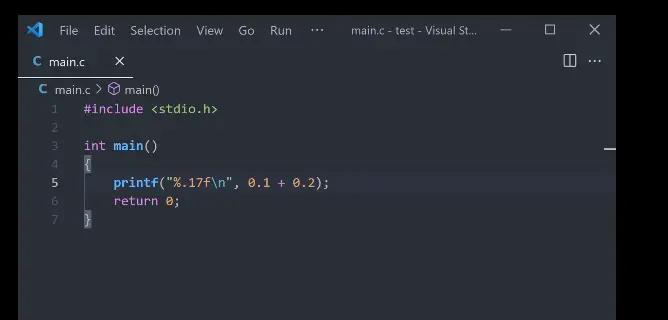 File Edit Selection View Go Run ··· main.c - test - Visual St...
C main.c
C main.c > main()
1 #include <stdio.h>
2
3 int main()
4 {
5 printf("%.17f\n", 0.1 + 0.2);
6 return 0;
7 }